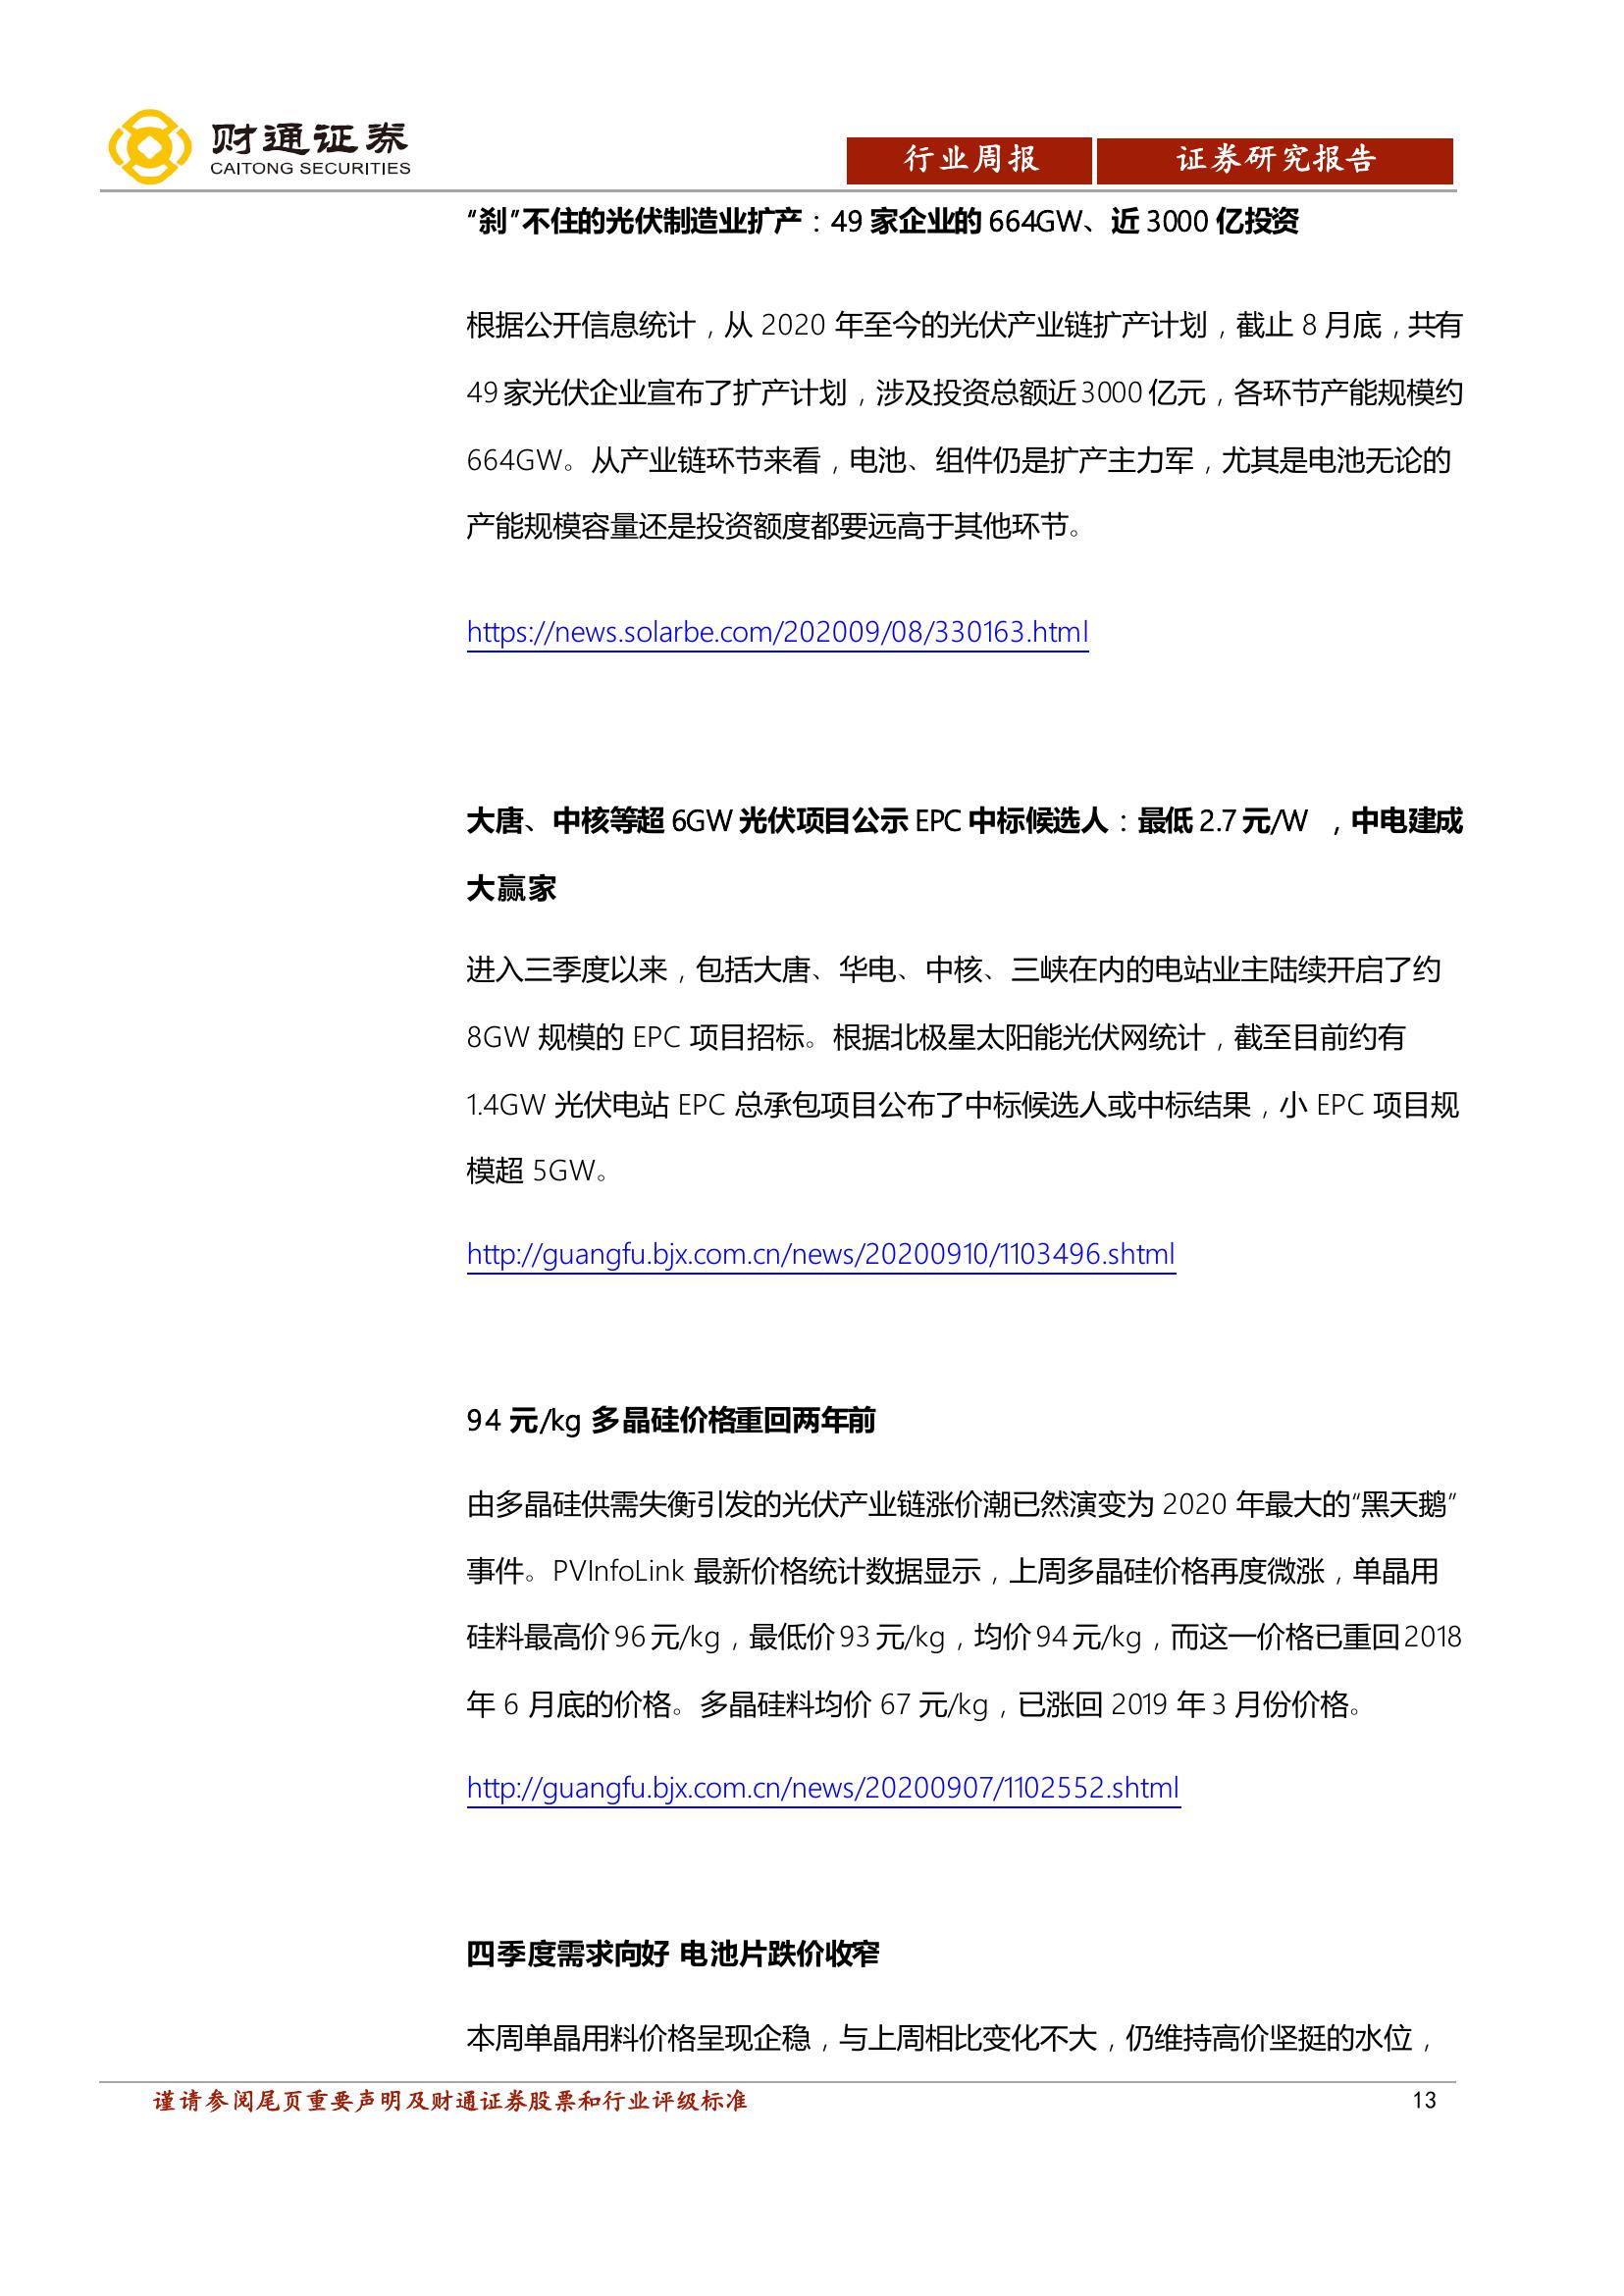 财通证券
CAITONG SECURITIES
行业周报
证券研究报告
“刹”不住的光伏制造业扩产：49 家企业的 664GW、近 3000 亿投资
根据公开信息统计，从 2020 年至今的光伏产业链扩产计划，截止 8 月底，共有
49 家光伏企业宣布了扩产计划，涉及投资总额近 3000 亿元，各环节产能规模约
664GW。从产业链环节来看，电池、组件仍是扩产主力军，尤其是电池无论的
产能规模容量还是投资额度都要远高于其他环节。
https://news.solarbe.com/202009/08/330163.html
大唐、中核等超 6GW 光伏项目公示 EPC 中标候选人：最低 2.7 元/W ，中电建成
大赢家
进入三季度以来，包括大唐、华电、中核、三峡在内的电站业主陆续开启了约
8GW 规模的 EPC 项目招标。根据北极星太阳能光伏网统计，截至目前约有
1.4GW 光伏电站 EPC 总承包项目公布了中标候选人或中标结果，小 EPC 项目规
模超 5GW。
http://guangfu.bjx.com.cn/news/20200910/1103496.shtml
94 元/kg 多晶硅价格重回两年前
由多晶硅供需失衡引发的光伏产业链涨价潮已然演变为 2020 年最大的“黑天鹅”
事件。PVInfoLink 最新价格统计数据显示，上周多晶硅价格再度微涨，单晶用
硅料最高价 96 元/kg，最低价 93 元/kg，均价 94 元/kg，而这一价格已重回 2018
年 6 月底的价格。多晶硅料均价 67 元/kg，已涨回 2019 年 3 月份价格。
http://guangfu.bjx.com.cn/news/20200907/1102552.shtml
四季度需求向好 电池片跌价收窄
本周单晶用料价格呈现企稳，与上周相比变化不大，仍维持高价坚挺的水位，
谨请参阅尾页重要声明及财通证券股票和行业评级标准
13